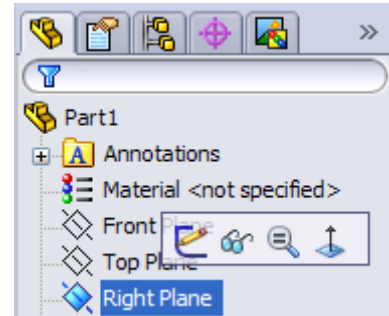 »
Part1
A Annotations
Material <not specified>
Front Plane
Top Plane
Right Plane